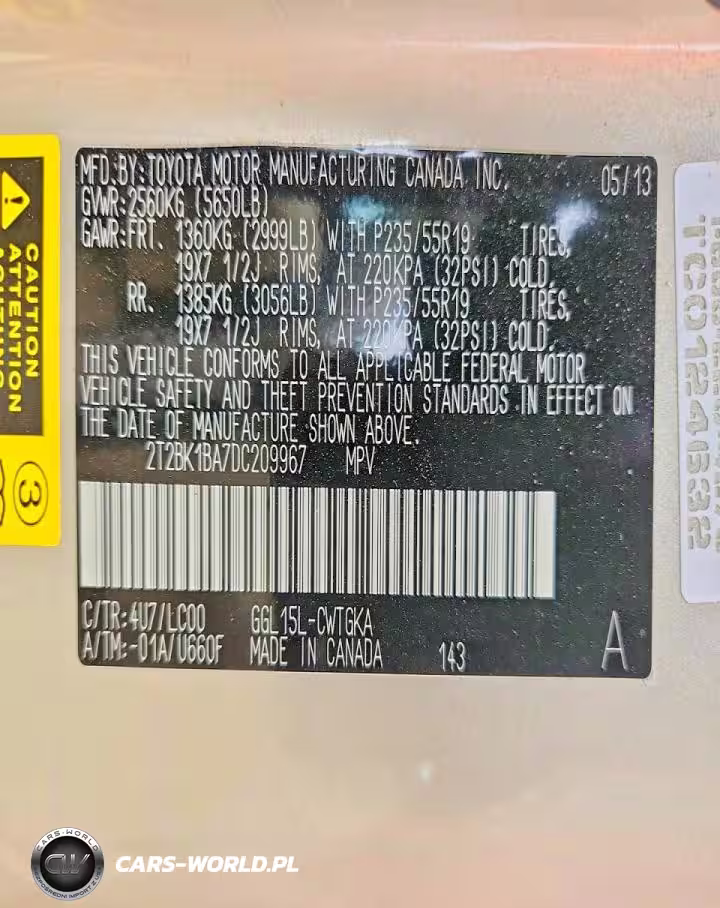 MFD.BY:TOYOTA MOTOR MANUFACTURING CANADA INC. 05/13
GVWR:2560KG (5650LB)
GAWR:FRT. 1360KG (2999LB) WITH P235/55R19 TIRES,
19X7 1/2J RIMS, AT 220KPA (32PSI) COLD.
RR. 1385KG (3056LB) WITH P235/55R19 TIRES,
19X7 1/2J RIMS, AT 220KPA (32PSI) COLD.
THIS VEHICLE CONFORMS TO ALL APPLICABLE FEDERAL MOTOR
VEHICLE SAFETY AND THEFT PREVENTION STANDARDS IN EFFECT ON
THE DATE OF MANUFACTURE SHOWN ABOVE.
2T2BK1BA7DC209967 MPV
C/TR:4U7/LC00 GGL15L-CWTGKA
A/TM:-01A/U660F MADE IN CANADA 143 A
CAUTION
ATTENTION
3
CARS-WORLD
CW
CARS-WORLD.PL